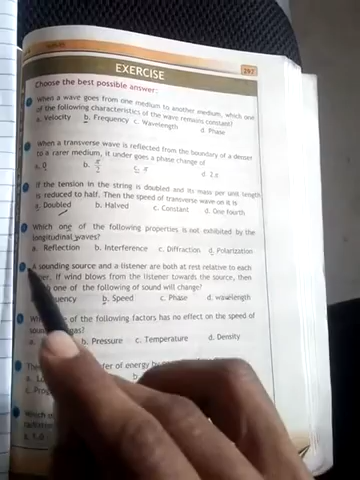 EXERCISE
297
Choose the best possible answer:
When a wave goes from one medium to another medium, which one
of the following characteristics of the wave remains constant?
a. Velocity b. Frequency c. Wavelength d. Phase
When a transverse wave is reflected from the boundary of a denser
to a rarer medium, it under goes a phase change of
a. 0 b. π/2 c. π d. 2π
If the tension in the string is doubled and its mass per unit length
is reduced to half. Then the speed of transverse wave on it is
a. Doubled b. Halved c. Constant d. One fourth
Which one of the following properties is not exhibited by the
longitudinal waves?
a. Reflection b. Interference c. Diffraction d. Polarization
A sounding source and a listener are both at rest relative to each
If wind blows from the listener towards the source, then
one of the following of sound will change?
b. Speed c. Phase d. wavelength
of the following factors has no effect on the speed of
gas?
b. Pressure c. Temperature d. Density
of energy by